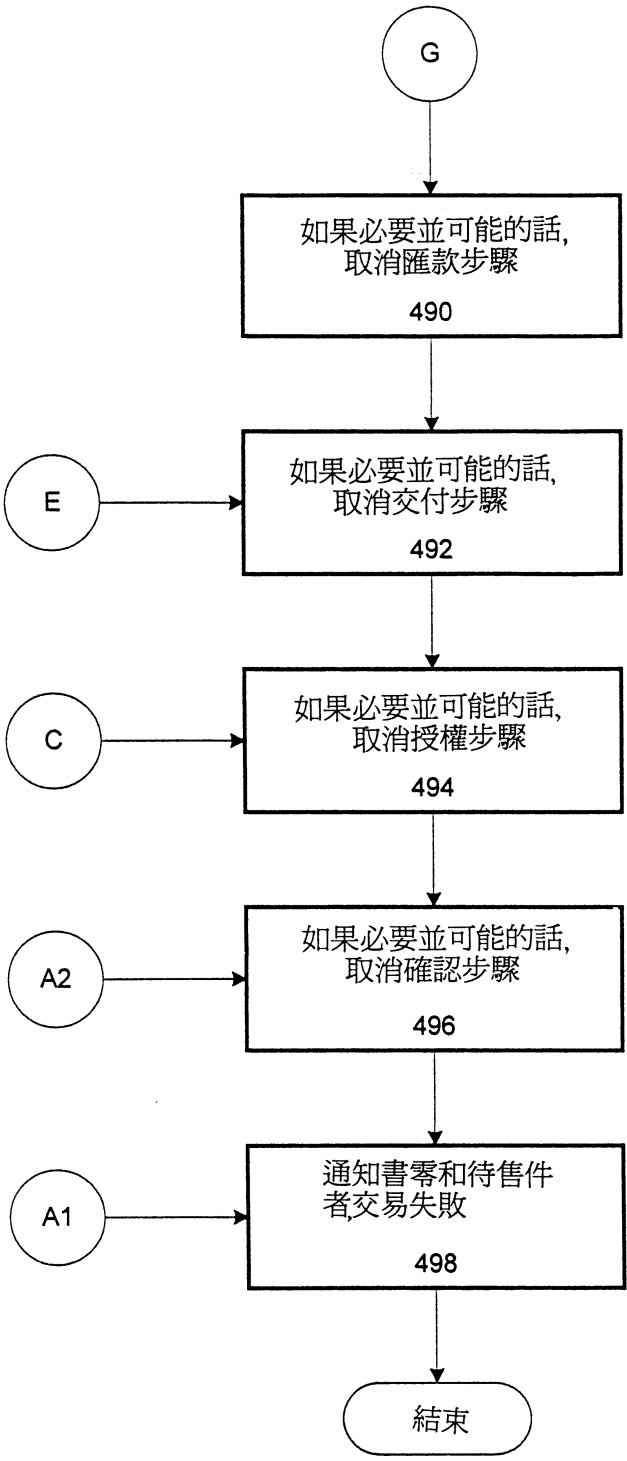 G
如果必要並可能的話,
取消匯款步驟
490
E
如果必要並可能的話,
取消交付步驟
492
C
如果必要並可能的話,
取消授權步驟
494
A2
如果必要並可能的話,
取消確認步驟
496
A1
通知書零和待售件
者,交易失敗
498
結束